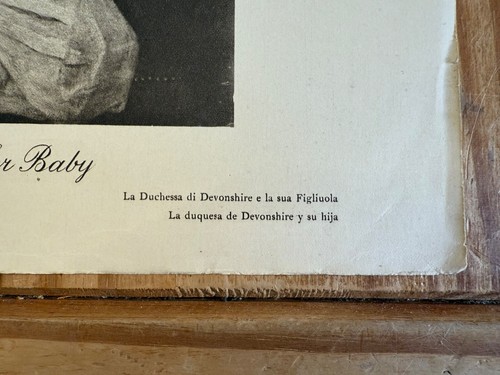 Baby
La Duchessa di Devonshire e la sua Figliuola
La duquesa de Devonshire y su hija